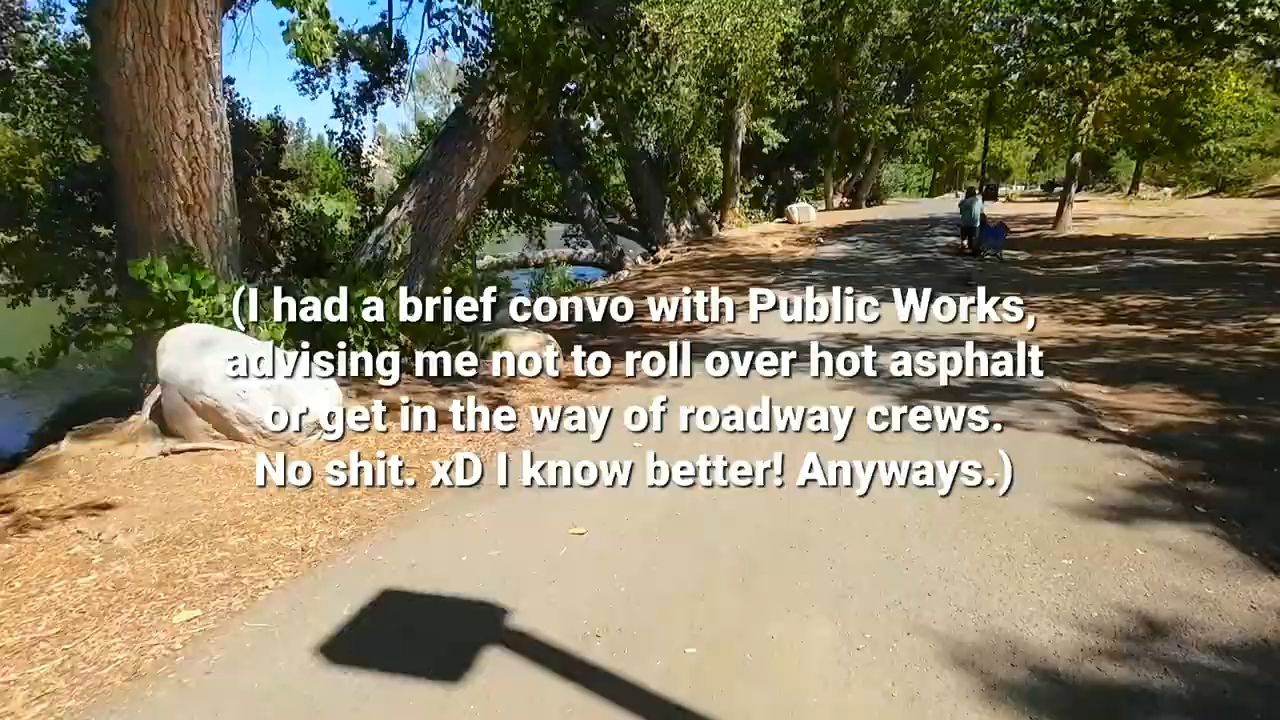 (I had a brief convo with Public Works,
advising me not to roll over hot asphalt
or get in the way of roadway crews.
No shit. xD I know better! Anyways.)